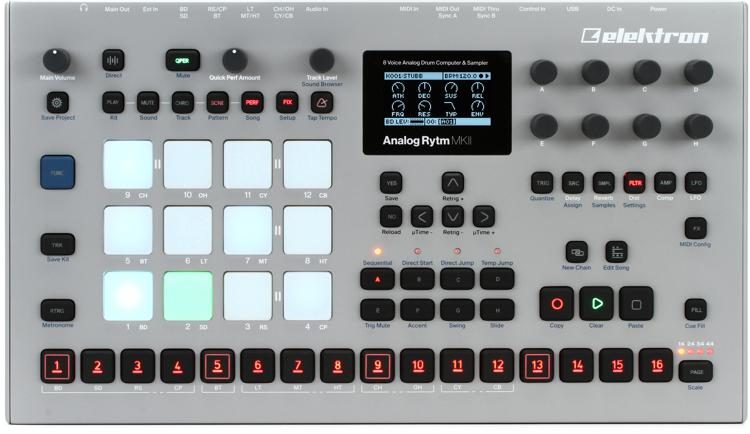 Main Out
Ext In
BD
SD
RS/CP
BT
LT
MT/HT
CH/OH
CY/CB
Audio In
MIDI In
MIDI Out
Sync A
MIDI Thru
Sync B
Control In
USB
DC In
Power
elektron
8 Voice Analog Drum Computer & Sampler
K001:STUBB BPM:120.0
ATK DEC SUS REL
FRQ RES TYP ENV
BD LEV: 00: [A01]
Analog Rytm MKII
Main Volume
Direct
QPER
Mute
Quick Perf Amount
Track Level
Sound Browser
A B C D
E F G H
Save Project
PLAY MUTE CHRO SCNE PERF FIX
Kit Sound Track Pattern Song Setup Tap Tempo
FUNC
9 CH 10 OH 11 CY 12 CB
YES
Save
Retrig +
NO
Reload
µTime -
Retrig -
µTime +
TRIG SRC SMPL FLTR AMP LFO
Quantize
Delay
Assign
Reverb
Samples
Dist
Settings
Comp
LFO
FX
MIDI Config
TRK
Save Kit
5 BT 6 LT 7 MT 8 HT
Sequential Direct Start Direct Jump Temp Jump
A B C D
New Chain Edit Song
RTRG
Metronome
1 BD 2 SD 3 RS 4 CP
E F G H
Trig Mute Accent Swing Slide
Copy Clear Paste
FILL
Cue Fill
1 2 3 4 5 6 7 8 9 10 11 12 13 14 15 16
BD SD RS CP BT LT MT HT CH OH CY CB
1:4 2:4 3:4 4:4
PAGE
Scale